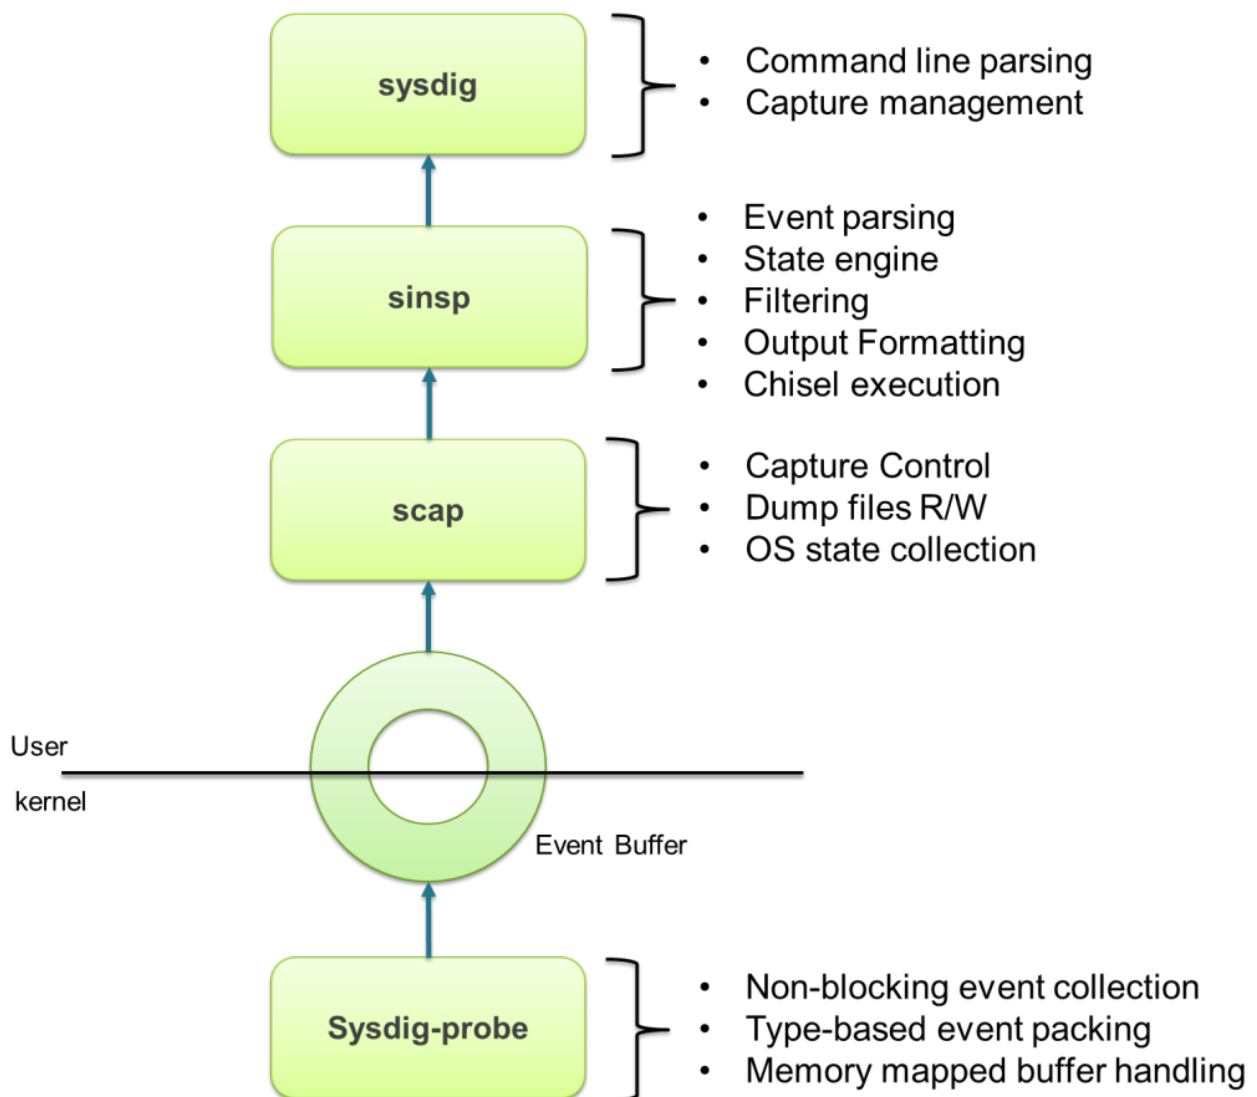 sysdig
• Command line parsing
• Capture management
sinsp
• Event parsing
• State engine
• Filtering
• Output Formatting
• Chisel execution
scap
• Capture Control
• Dump files R/W
• OS state collection
User
kernel
Event Buffer
Sysdig-probe
• Non-blocking event collection
• Type-based event packing
• Memory mapped buffer handling